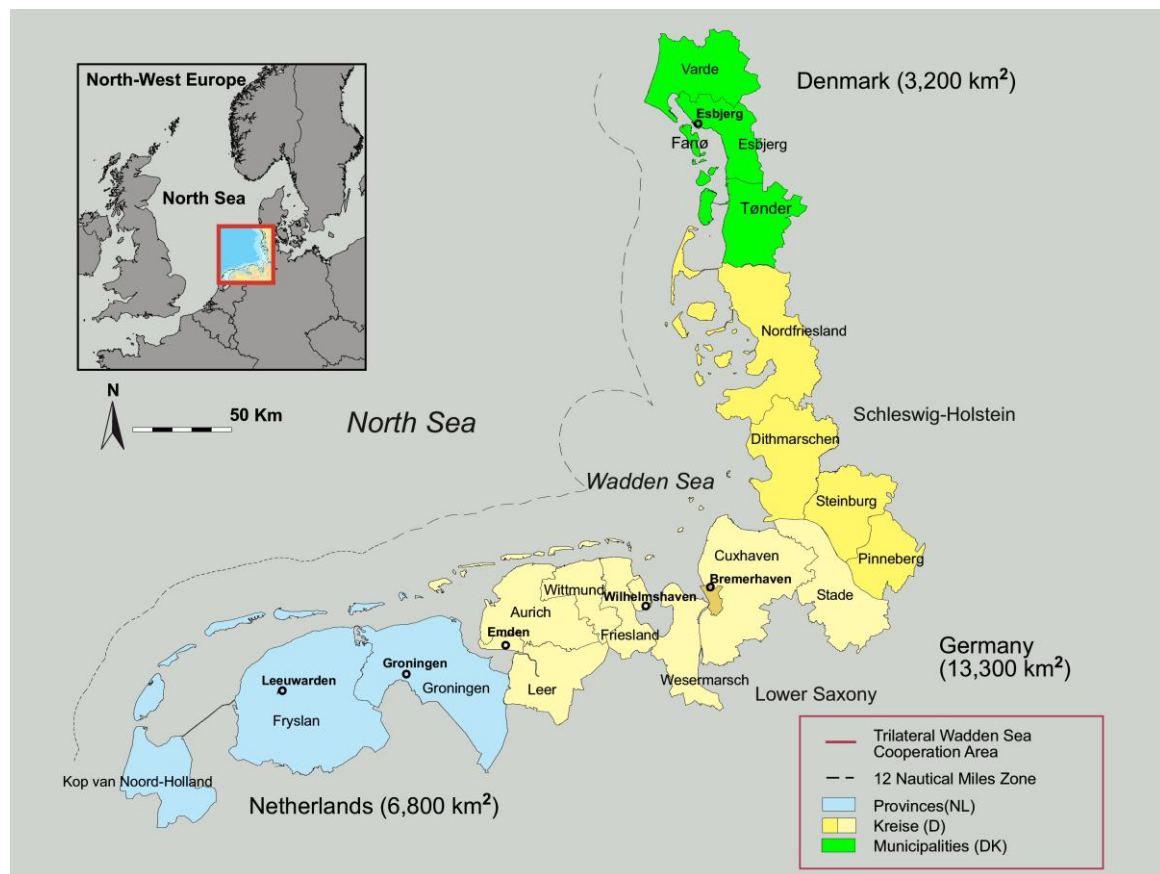 North-West Europe
North Sea
N
50 Km
North Sea
Wadden Sea
Denmark (3,200 km²)
Varde
Esbjerg
Fanø
Esbjerg
Tønder
Nordfriesland
Schleswig-Holstein
Dithmarschen
Steinburg
Pinneberg
Cuxhaven
Bremerhaven
Stade
Wittmund
Wilhelmshaven
Aurich
Friesland
Emden
Leer
Wesermarsch
Germany
(13,300 km²)
Lower Saxony
Groningen
Groningen
Leeuwarden
Fryslan
Kop van Noord-Holland
Netherlands (6,800 km²)
Trilateral Wadden Sea
Cooperation Area
12 Nautical Miles Zone
Provinces(NL)
Kreise (D)
Municipalities (DK)